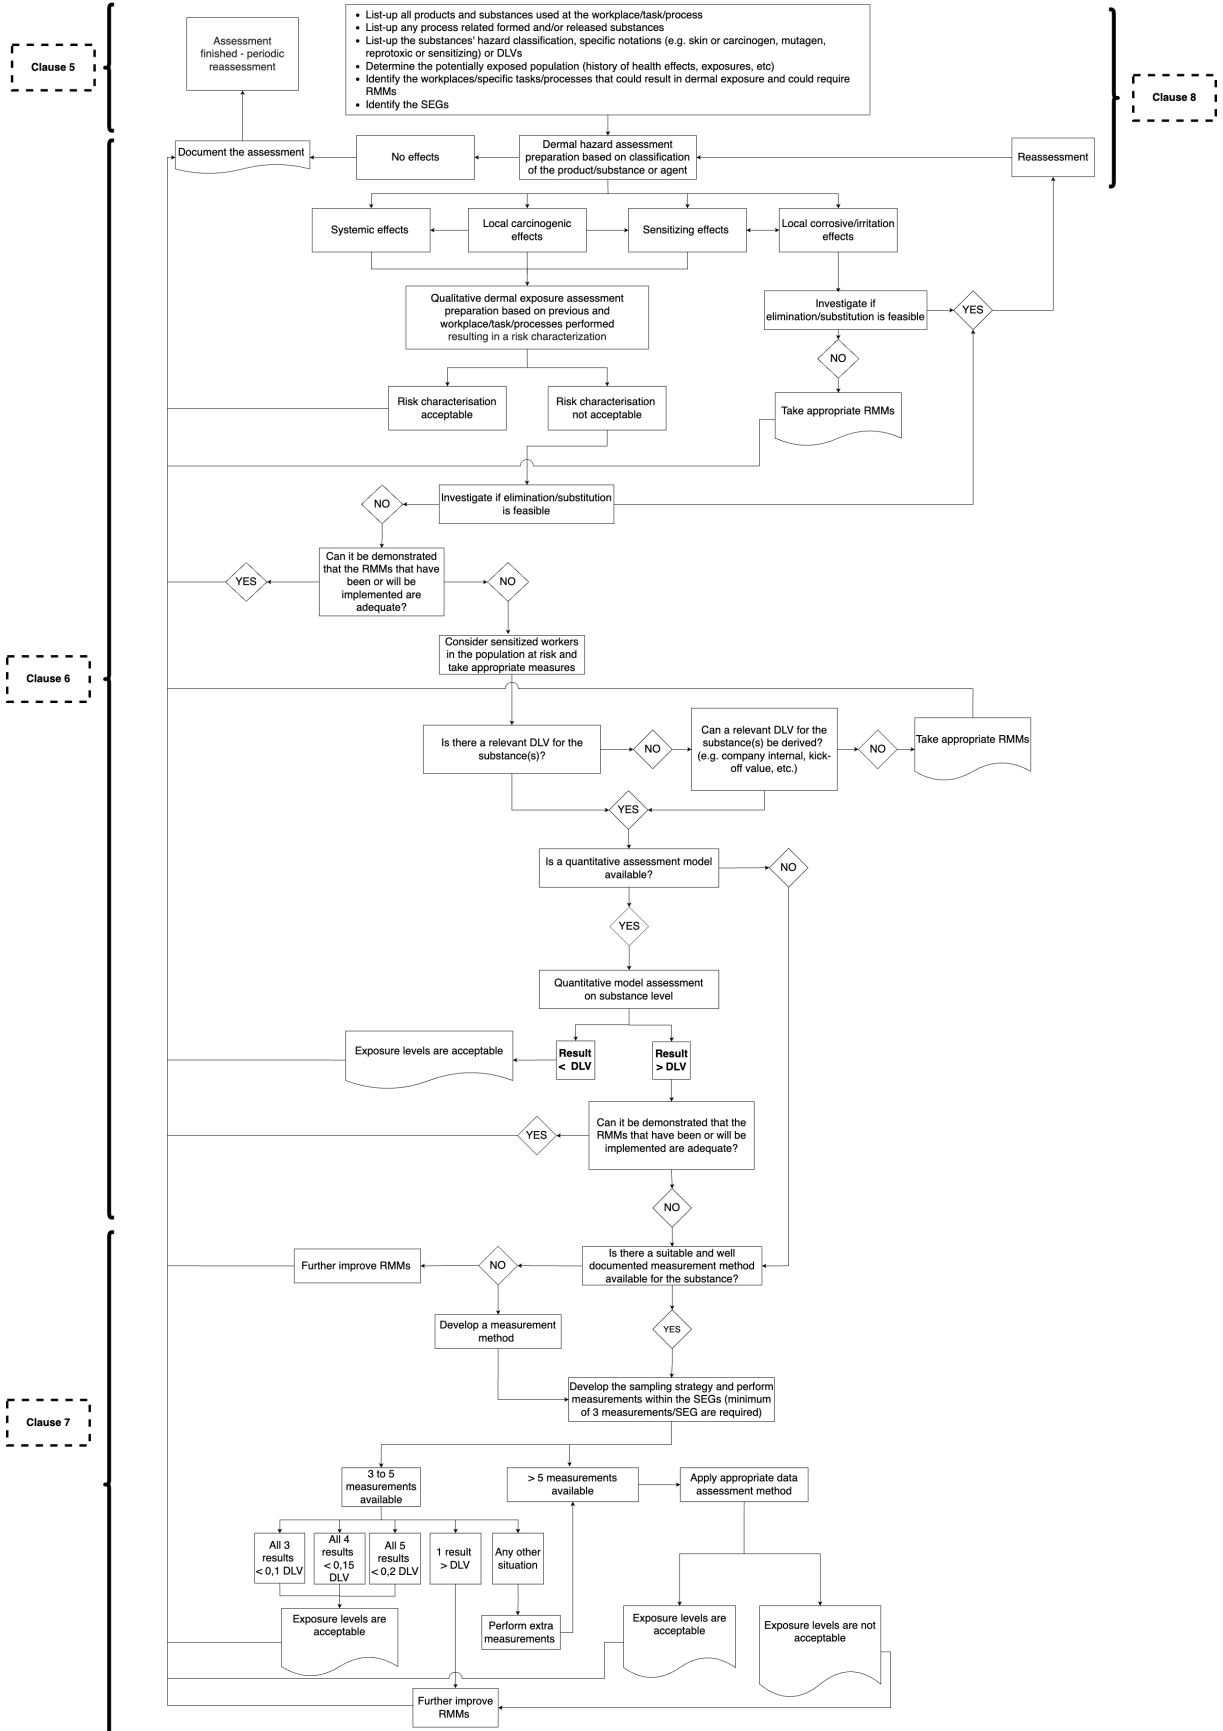 Assessment
finished - periodic
reassessment
Clause 5
• List-up all products and substances used at the workplace/task/process
• List-up any process related formed and/or released substances
• List-up the substances' hazard classification, specific notations (e.g. skin or carcinogen, mutagen,
reprotoxic or sensitizing) or DLVs
• Determine the potentially exposed population (history of health effects, exposures, etc)
• Identify the workplaces/specific tasks/processes that could result in dermal exposure and could require
RMMs
• Identify the SEGs
Clause 8
Document the assessment
No effects
Dermal hazard assessment
preparation based on classification
of the product/substance or agent
Reassessment
Systemic effects
Local carcinogenic
effects
Sensitizing effects
Local corrosive/irritation
effects
Qualitative dermal exposure assessment
preparation based on previous and
workplace/task/processes performed
resulting in a risk characterization
Investigate if
elimination/substitution is feasible
YES
NO
Risk characterisation
acceptable
Risk characterisation
not acceptable
Take appropriate RMMs
Investigate if elimination/substitution
is feasible
NO
Can it be demonstrated
that the RMMs that have
been or will be
implemented are
adequate?
YES
NO
Clause 6
Consider sensitized workers
in the population at risk and
take appropriate measures
Is there a relevant DLV for the
substance(s)?
NO
Can a relevant DLV for the
substance(s) be derived?
(e.g. company internal, kick-
off value, etc.)
NO
Take appropriate RMMs
YES
Is a quantitative assessment model
available?
NO
YES
Quantitative model assessment
on substance level
Exposure levels are acceptable
Result
< DLV
Result
> DLV
Can it be demonstrated that the
RMMs that have been or will be
implemented are adequate?
YES
NO
Further improve RMMs
NO
Is there a suitable and well
documented measurement method
available for the substance?
Develop a measurement
method
YES
Clause 7
Develop the sampling strategy and perform
measurements within the SEGs (minimum
of 3 measurements/SEG are required)
3 to 5
measurements
available
> 5 measurements
available
Apply appropriate data
assessment method
All 3
results
< 0,1 DLV
All 4
results
< 0,15
DLV
All 5
results
< 0,2 DLV
1 result
> DLV
Any other
situation
Exposure levels are
acceptable
Perform extra
measurements
Exposure levels are
acceptable
Exposure levels are not
acceptable
Further improve
RMMs